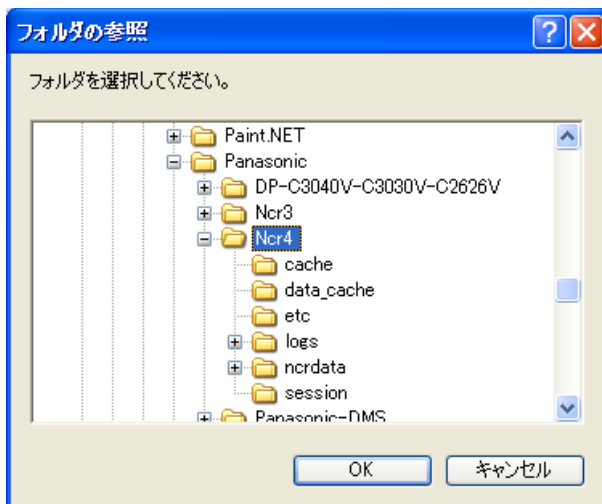 フォルダの参照
フォルダを選択してください。
Paint.NET
Panasonic
DP-C3040V-C3030V-C2626V
Ncr3
Ncr4
cache
data_cache
etc
logs
ncrdata
session
Panasonic-DMS
OK
キャンセル